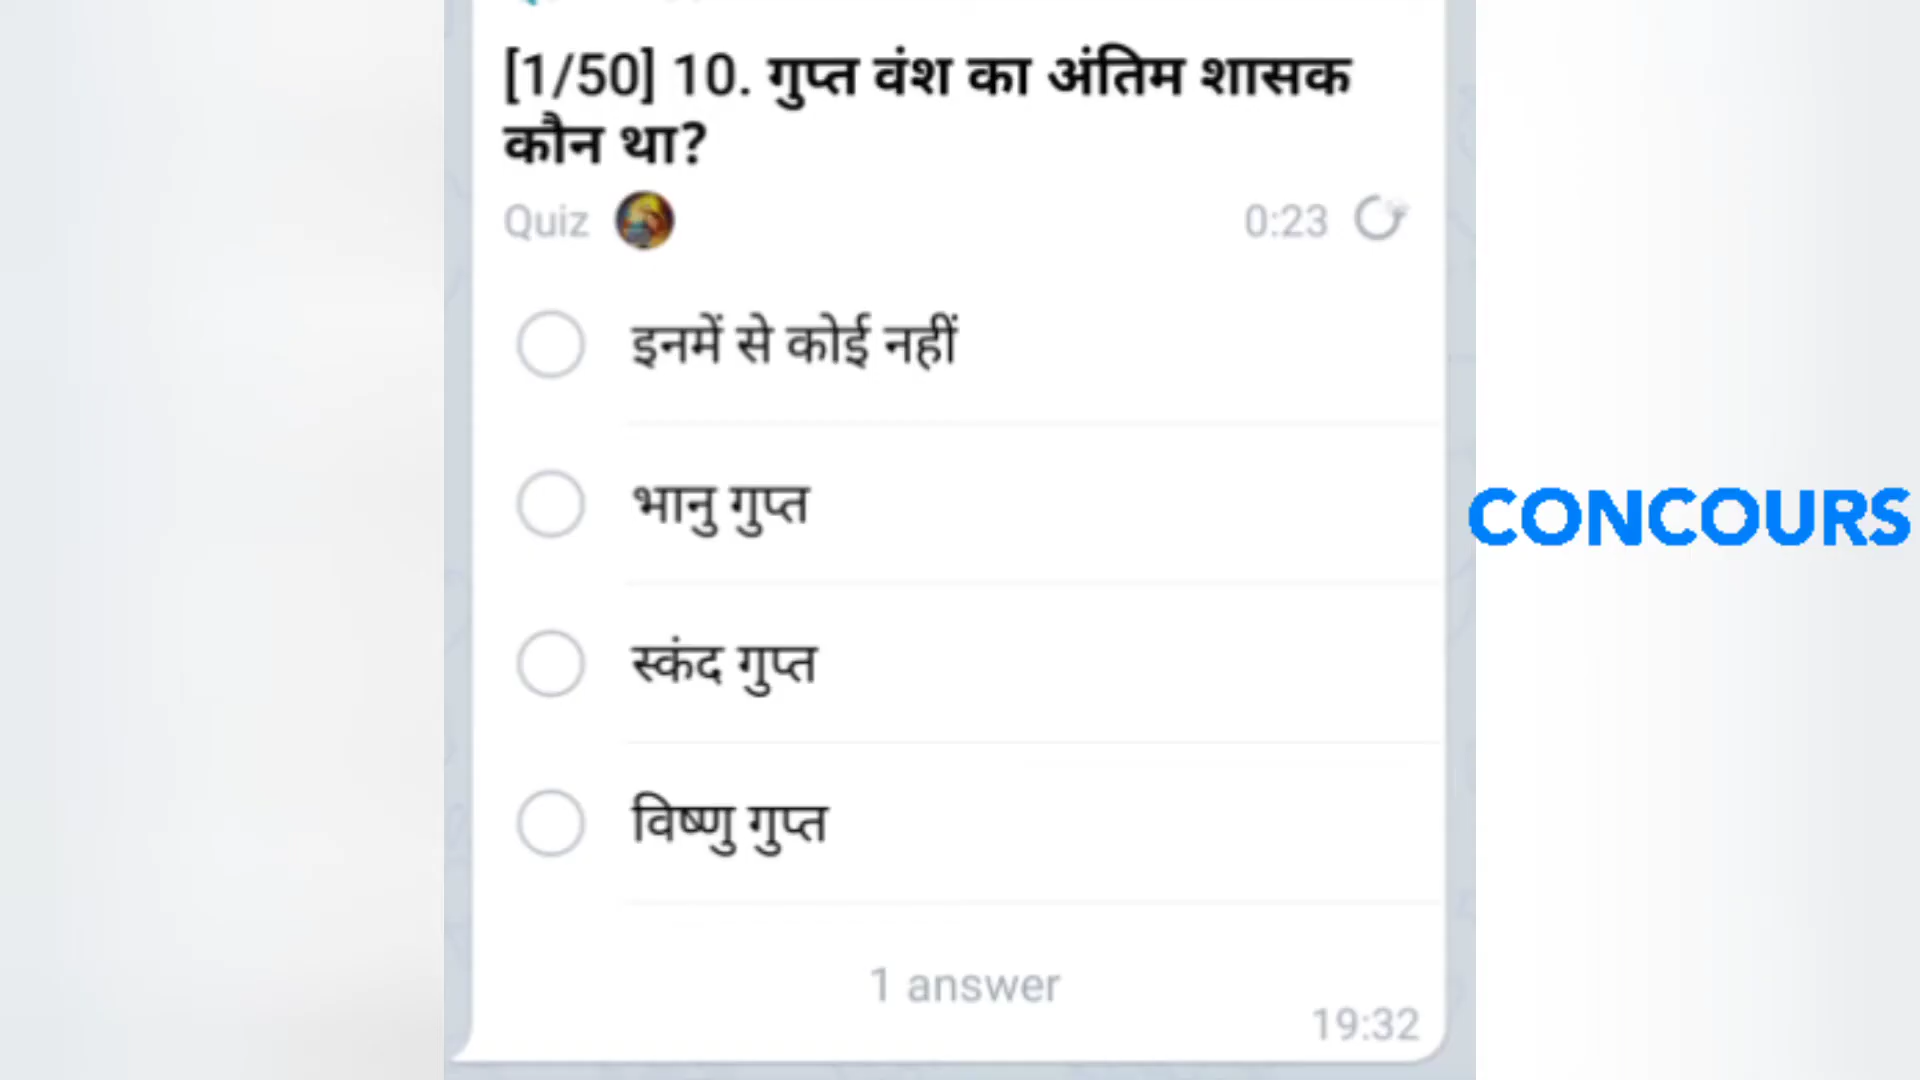 [1/50] 10. गुप्त वंश का अंतिम शासक
कौन था?
Quiz
0:23
इनमें से कोई नहीं
भानु गुप्त
CONCOURS
स्कंद गुप्त
विष्णु गुप्त
1 answer
19:32